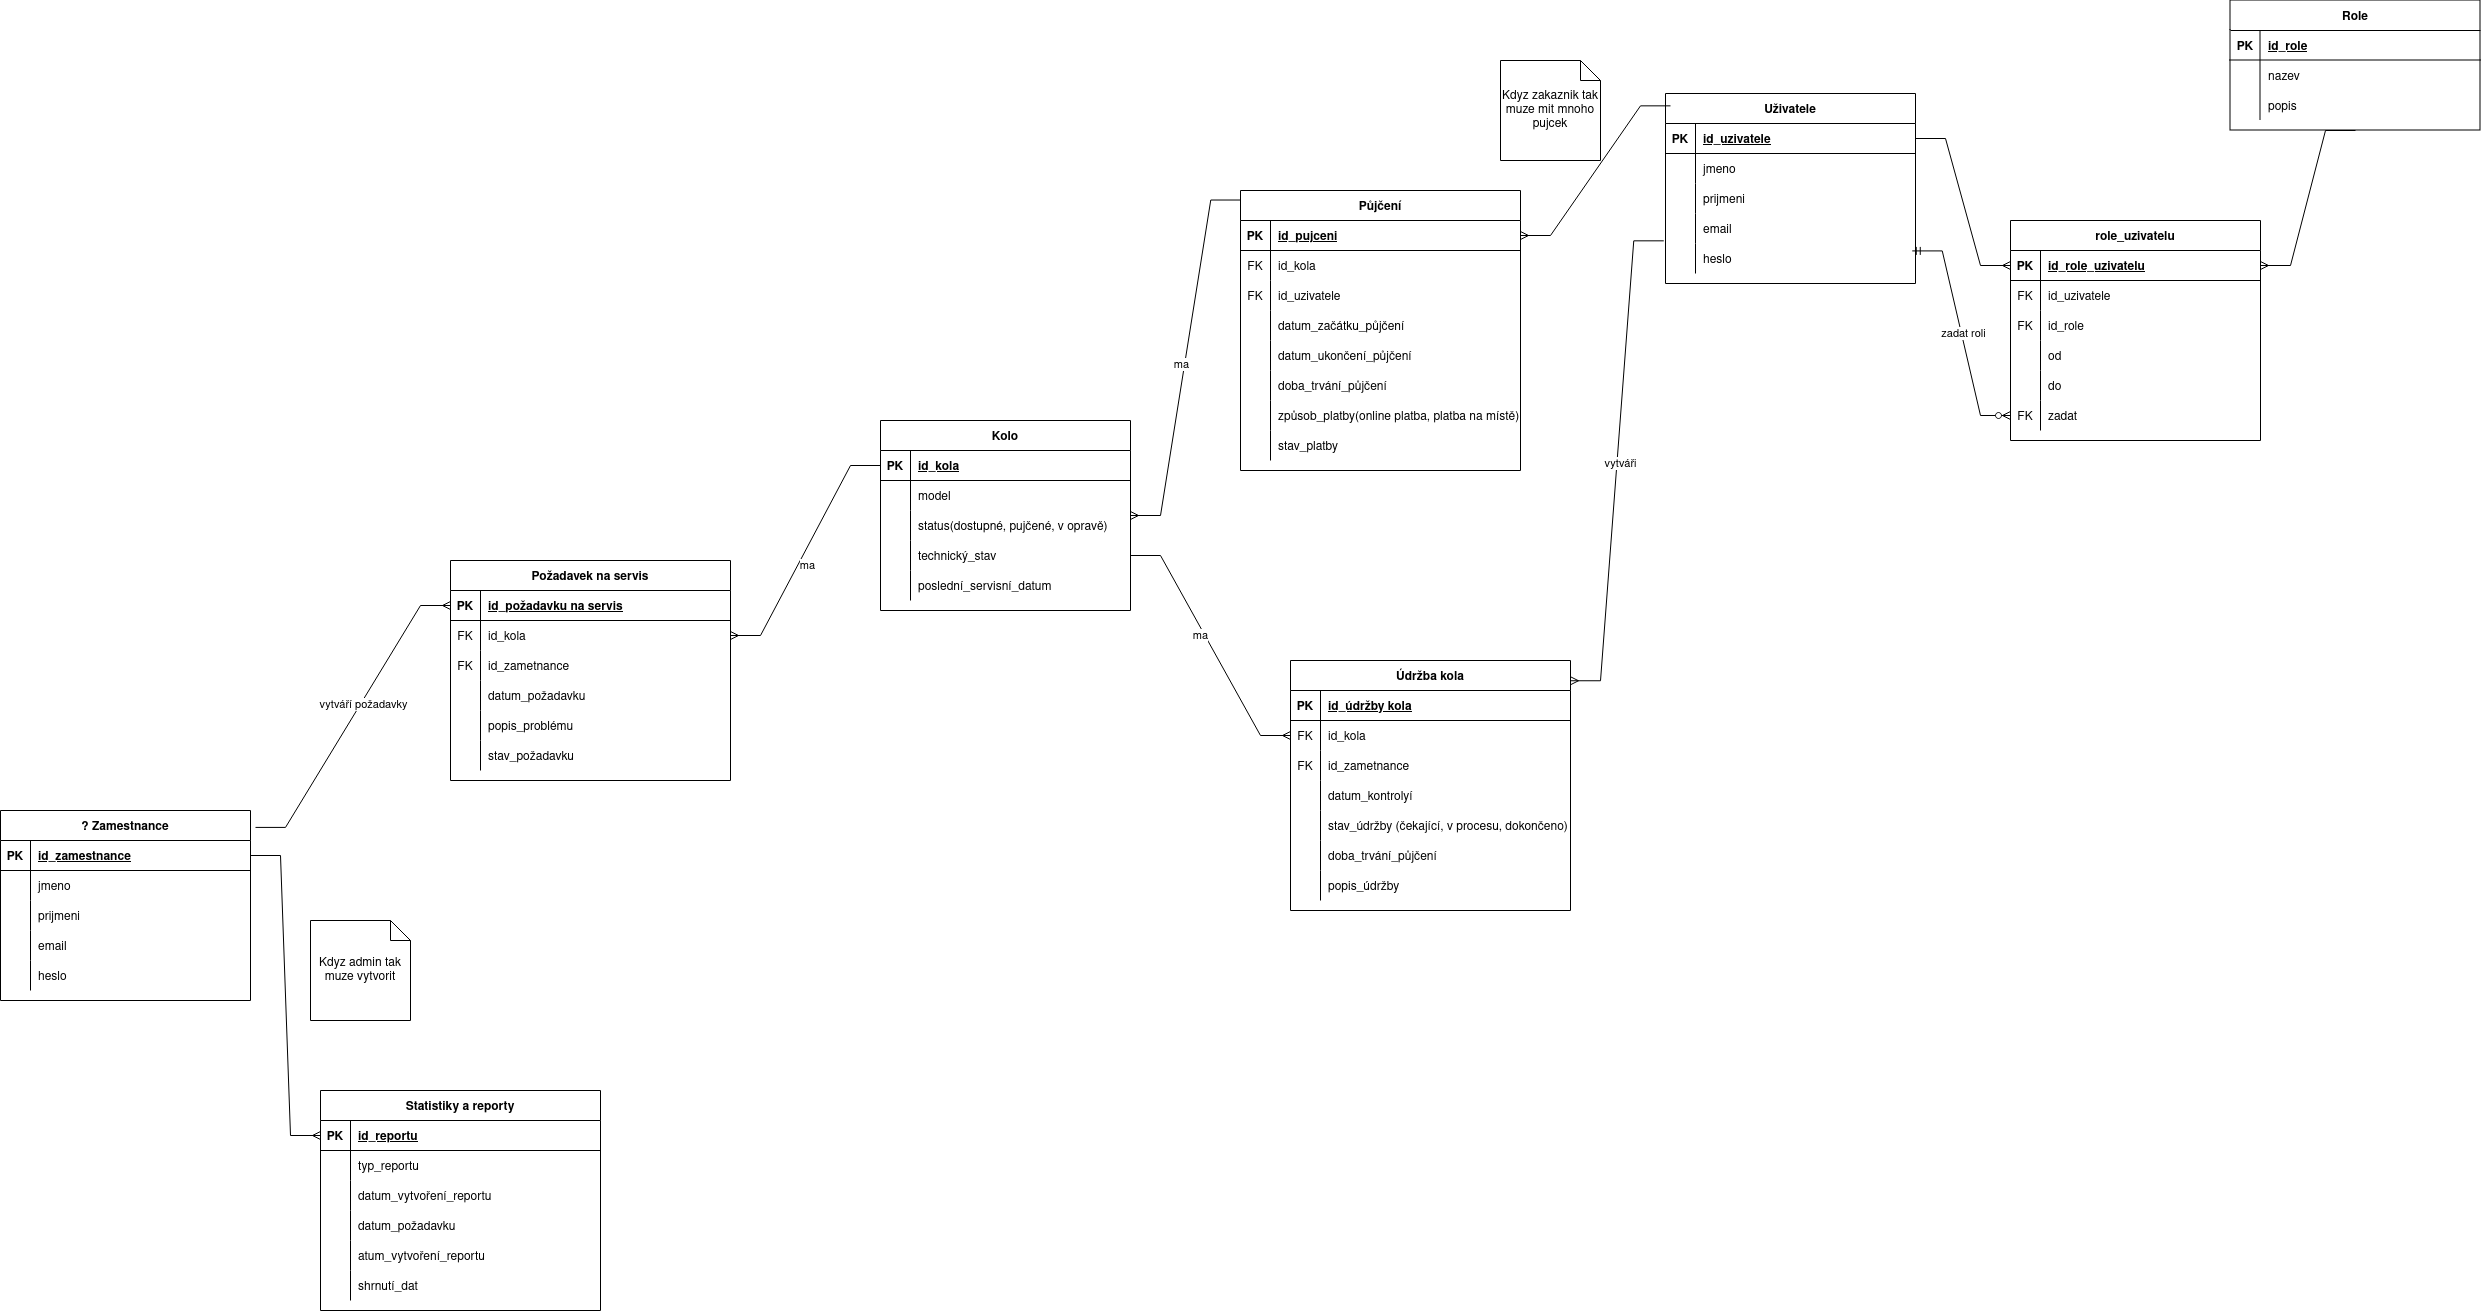 Role
PK id_role
nazev
popis
Kdyz zakaznik tak
muze mit mnoho
pujcek
Uživatele
PK id_uzivatele
jmeno
prijmeni
email
heslo
role_uzivatelu
PK id_role_uzivatelu
FK id_uzivatele
FK id_role
od
do
FK zadat
zadat roli
Půjčení
PK id_pujceni
FK id_kola
FK id_uzivatele
datum_začátku_půjčení
datum_ukončení_půjčení
doba_trvání_půjčení
způsob_platby(online platba, platba na místě)
stav_platby
ma
vytváři
Kolo
PK id_kola
model
status(dostupné, pujčené, v opravě)
technický_stav
poslední_servisní_datum
ma
ma
Požadavek na servis
PK id_požadavku na servis
FK id_kola
FK id_zametnance
datum_požadavku
popis_problému
stav_požadavku
vytváří požadavky
Údržba kola
PK id_údržby kola
FK id_kola
FK id_zametnance
datum_kontrolyí
stav_údržby (čekající, v procesu, dokončeno)
doba_trvání_půjčení
popis_údržby
? Zamestnance
PK id_zamestnance
jmeno
prijmeni
email
heslo
Kdyz admin tak
muze vytvorit
Statistiky a reporty
PK id_reportu
typ_reportu
datum_vytvoření_reportu
datum_požadavku
atum_vytvoření_reportu
shrnutí_dat